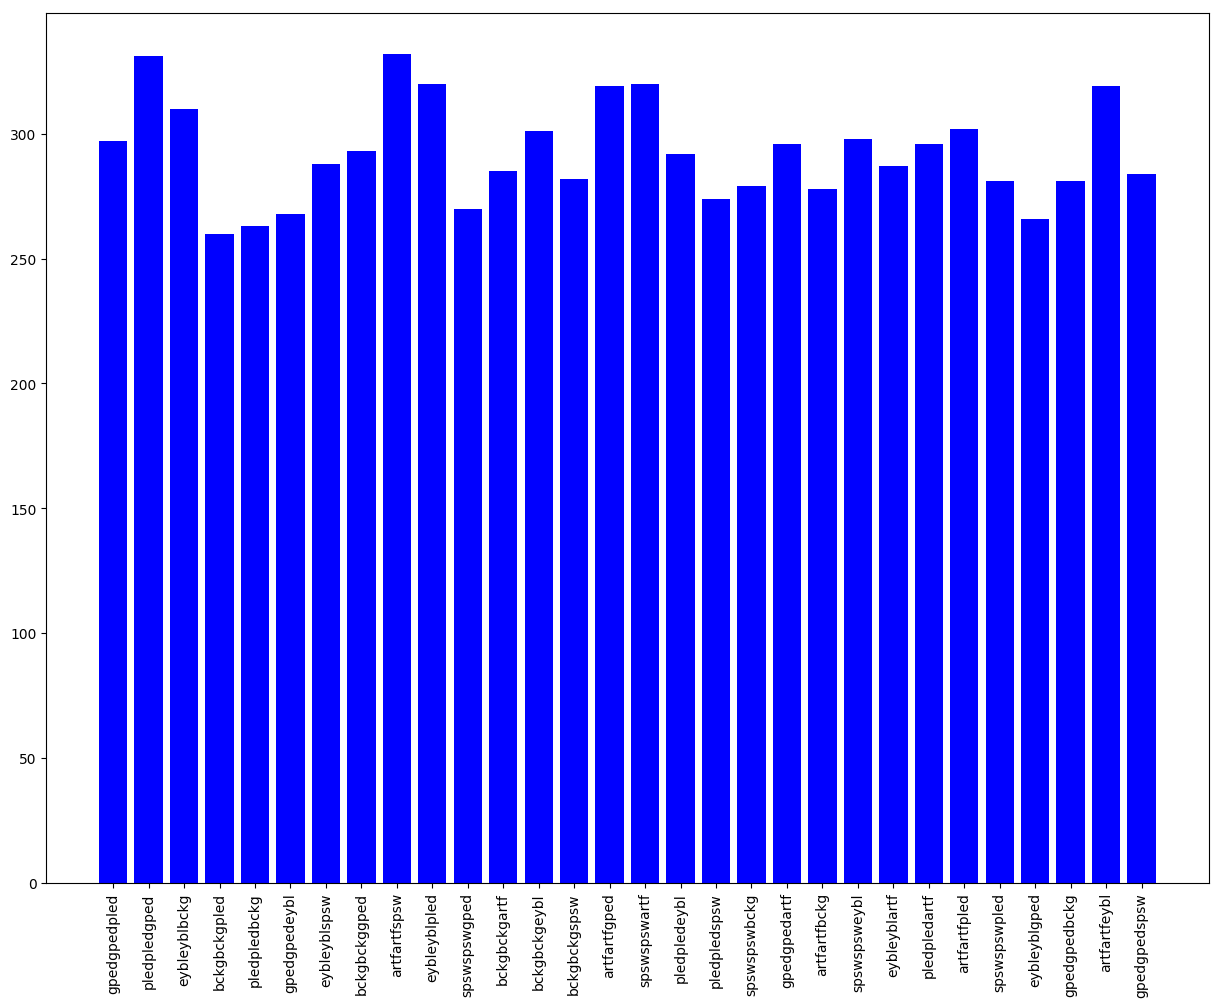 300
250
200
150
100
50
0
gpedgpedpled
pledpledgped
eybleyblbckg
bckgbckgpled
pledpledbckg
gpedgpedeybl
eybleyblspsw
bckgbckggped
artfartfspsw
eybleyblpled
spswspswgped
bckgbckgartf
bckgbckgeybl
bckgbckgspsw
artfartfgped
spswspswartf
pledpledeybl
pledpledspsw
spswspswbckg
gpedgpedartf
artfartfbckg
spswspsweybl
eybleyblartf
pledpledartf
artfartfpled
spswspswpled
eybleyblgped
gpedgpedbckg
artfartfeybl
gpedgpedspsw